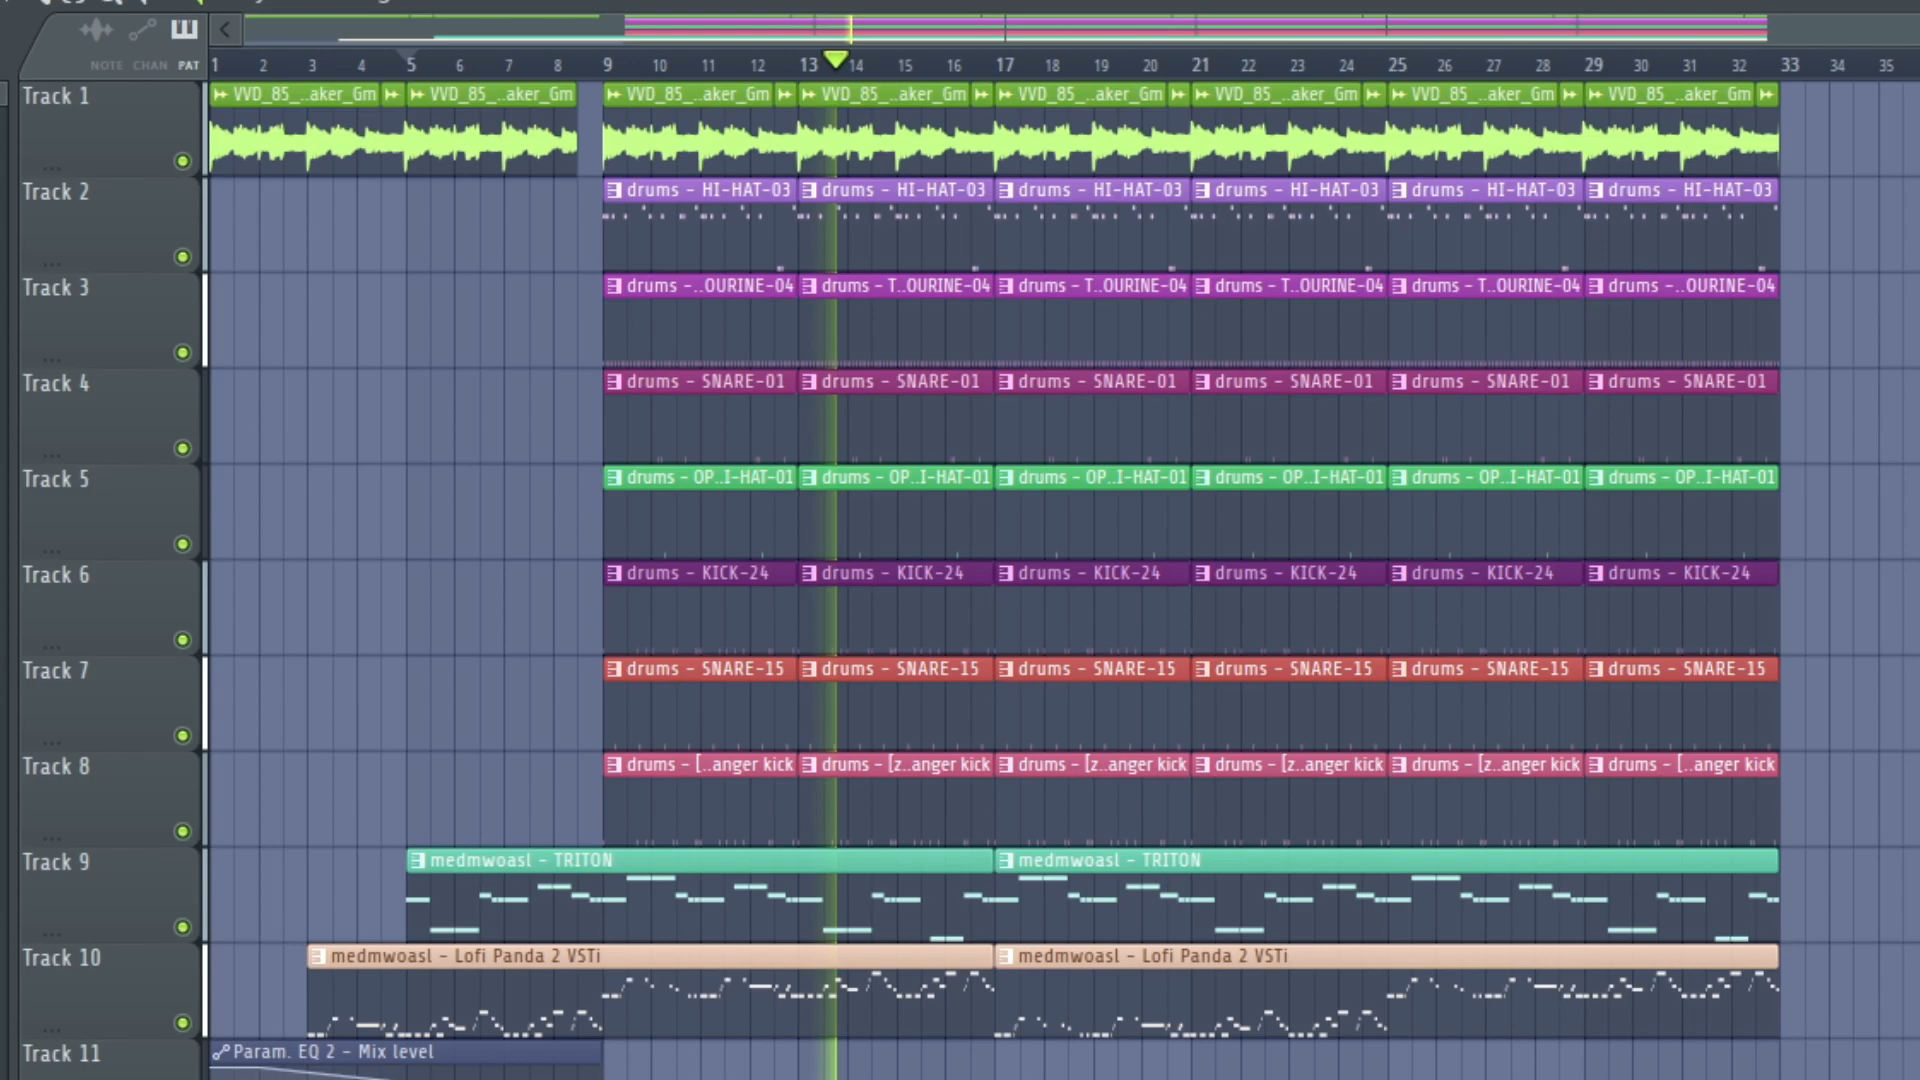 NOTE CHAN PAT
1 2 3 4 5 6 7 8 9 10 11 12 13 14 15 16 17 18 19 20 21 22 23 24 25 26 27 28 29 30 31 32 33 34 35
Track 1
VVD_85_..aker_Gm VVD_85_..aker_Gm VVD_85_..aker_Gm VVD_85_..aker_Gm VVD_85_..aker_Gm VVD_85_..aker_Gm VVD_85_..aker_Gm VVD_85_..aker_Gm
Track 2
drums - HI-HAT-03 drums - HI-HAT-03 drums - HI-HAT-03 drums - HI-HAT-03 drums - HI-HAT-03 drums - HI-HAT-03
Track 3
drums -..OURINE-04 drums - T..OURINE-04 drums - T..OURINE-04 drums - T..OURINE-04 drums - T..OURINE-04 drums -..OURINE-04
Track 4
drums - SNARE-01 drums - SNARE-01 drums - SNARE-01 drums - SNARE-01 drums - SNARE-01 drums - SNARE-01
Track 5
drums - OP..I-HAT-01 drums - OP..I-HAT-01 drums - OP..I-HAT-01 drums - OP..I-HAT-01 drums - OP..I-HAT-01 drums - OP..I-HAT-01
Track 6
drums - KICK-24 drums - KICK-24 drums - KICK-24 drums - KICK-24 drums - KICK-24 drums - KICK-24
Track 7
drums - SNARE-15 drums - SNARE-15 drums - SNARE-15 drums - SNARE-15 drums - SNARE-15 drums - SNARE-15
Track 8
drums - [..anger kick drums - [z..anger kick drums - [z..anger kick drums - [z..anger kick drums - [z..anger kick drums - [..anger kick
Track 9
medmwoasl - TRITON medmwoasl - TRITON
Track 10
medmwoasl - Lofi Panda 2 VSTi medmwoasl - Lofi Panda 2 VSTi
Track 11
Param. EQ 2 - Mix level